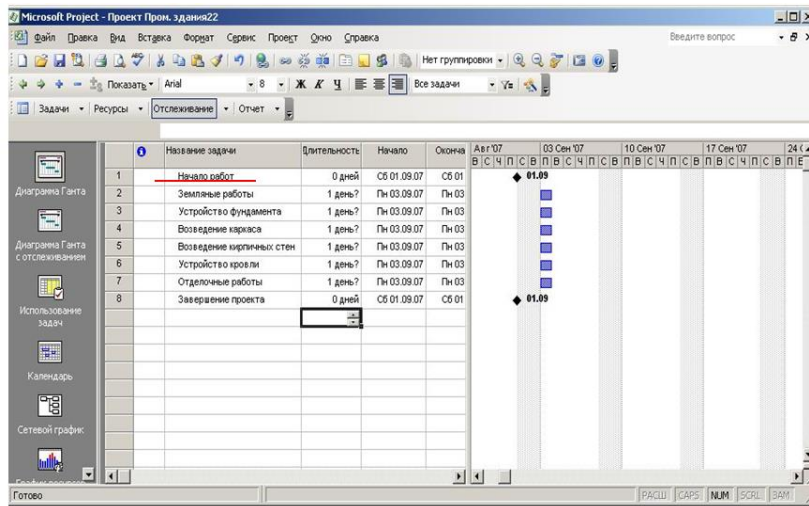 Microsoft Project - Проект Пром. здания22
Файл Правка Вид Вставка Формат Сервис Проект Окно Справка Введите вопрос
Нет группировки
Показать Arial 8 Ж К Ч Все задачи
Задачи Ресурсы Отслеживание Отчет
Название задачи Длительность Начало Оконча Авг '07 03 Сен '07 10 Сен '07 17 Сен '07 24 (
В С Ч П С В П В С Ч П С В П В С Ч П С В П В С Ч П С В П В
1 Начало работ 0 дней Сб 01.09.07 Сб 01 01.09
2 Земляные работы 1 день? Пн 03.09.07 Пн 03
3 Устройство фундамента 1 день? Пн 03.09.07 Пн 03
4 Возведение каркаса 1 день? Пн 03.09.07 Пн 03
5 Возведение кирпичных стен 1 день? Пн 03.09.07 Пн 03
6 Устройство кровли 1 день? Пн 03.09.07 Пн 03
7 Отделочные работы 1 день? Пн 03.09.07 Пн 03
8 Завершение проекта 0 дней Сб 01.09.07 Сб 01 01.09
Диаграмма Ганта
Диаграмма Ганта
с отслеживанием
Использование
задач
Календарь
Сетевой график
Готово РАСШ CAPS NUM SCRL ЗАМ